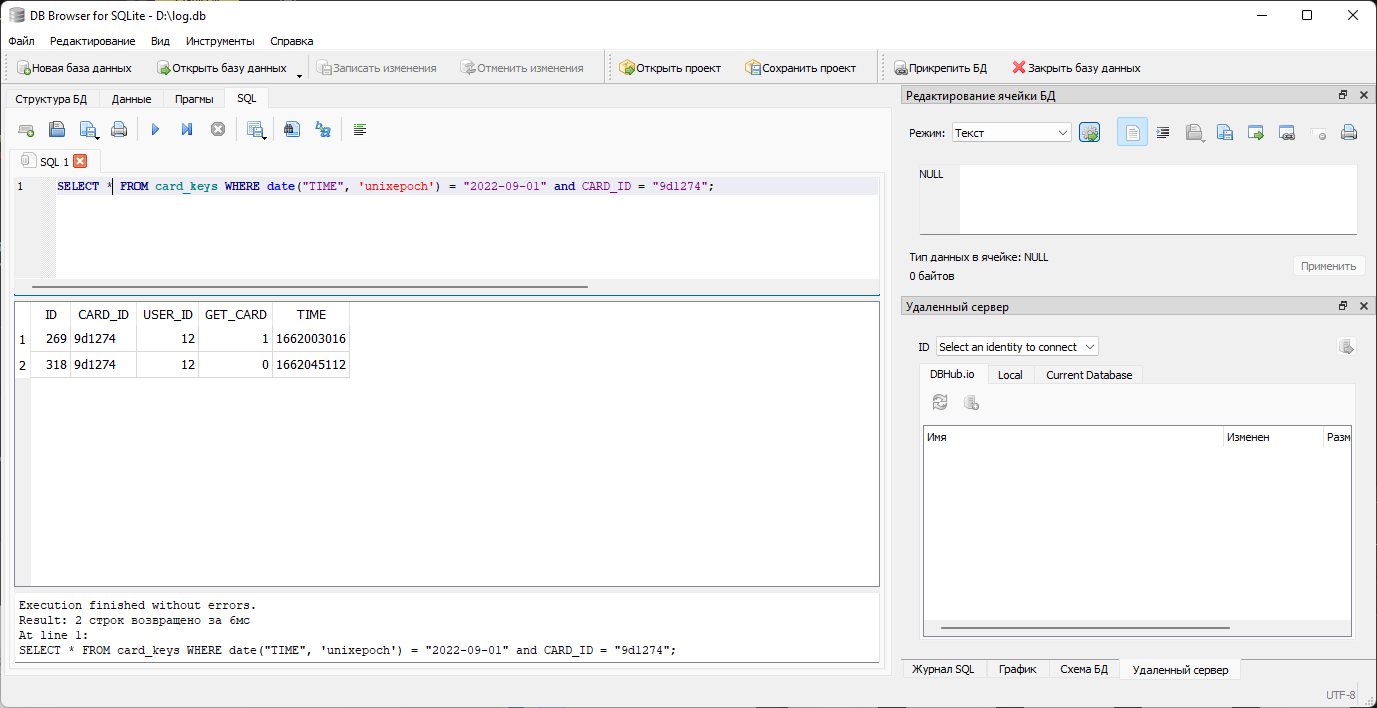 DB Browser for SQLite - D:\log.db
Файл Редактирование Вид Инструменты Справка
Новая база данных Открыть базу данных Записать изменения Отменить изменения Открыть проект Сохранить проект Прикрепить БД Закрыть базу данных
Структура БД Данные Прагмы SQL
SQL 1
1 SELECT * FROM card_keys WHERE date("TIME", 'unixepoch') = "2022-09-01" and CARD_ID = "9d1274";
ID CARD_ID USER_ID GET_CARD TIME
1 269 9d1274 12 1 1662003016
2 318 9d1274 12 0 1662045112
Execution finished without errors.
Result: 2 строк возвращено за 6мс
At line 1:
SELECT * FROM card_keys WHERE date("TIME", 'unixepoch') = "2022-09-01" and CARD_ID = "9d1274";
Редактирование ячейки БД
Режим: Текст
NULL
Тип данных в ячейке: NULL
0 байтов
Применить
Удаленный сервер
ID Select an identity to connect
DBHub.io Local Current Database
Имя Изменен Разм
Журнал SQL График Схема БД Удаленный сервер
UTF-8